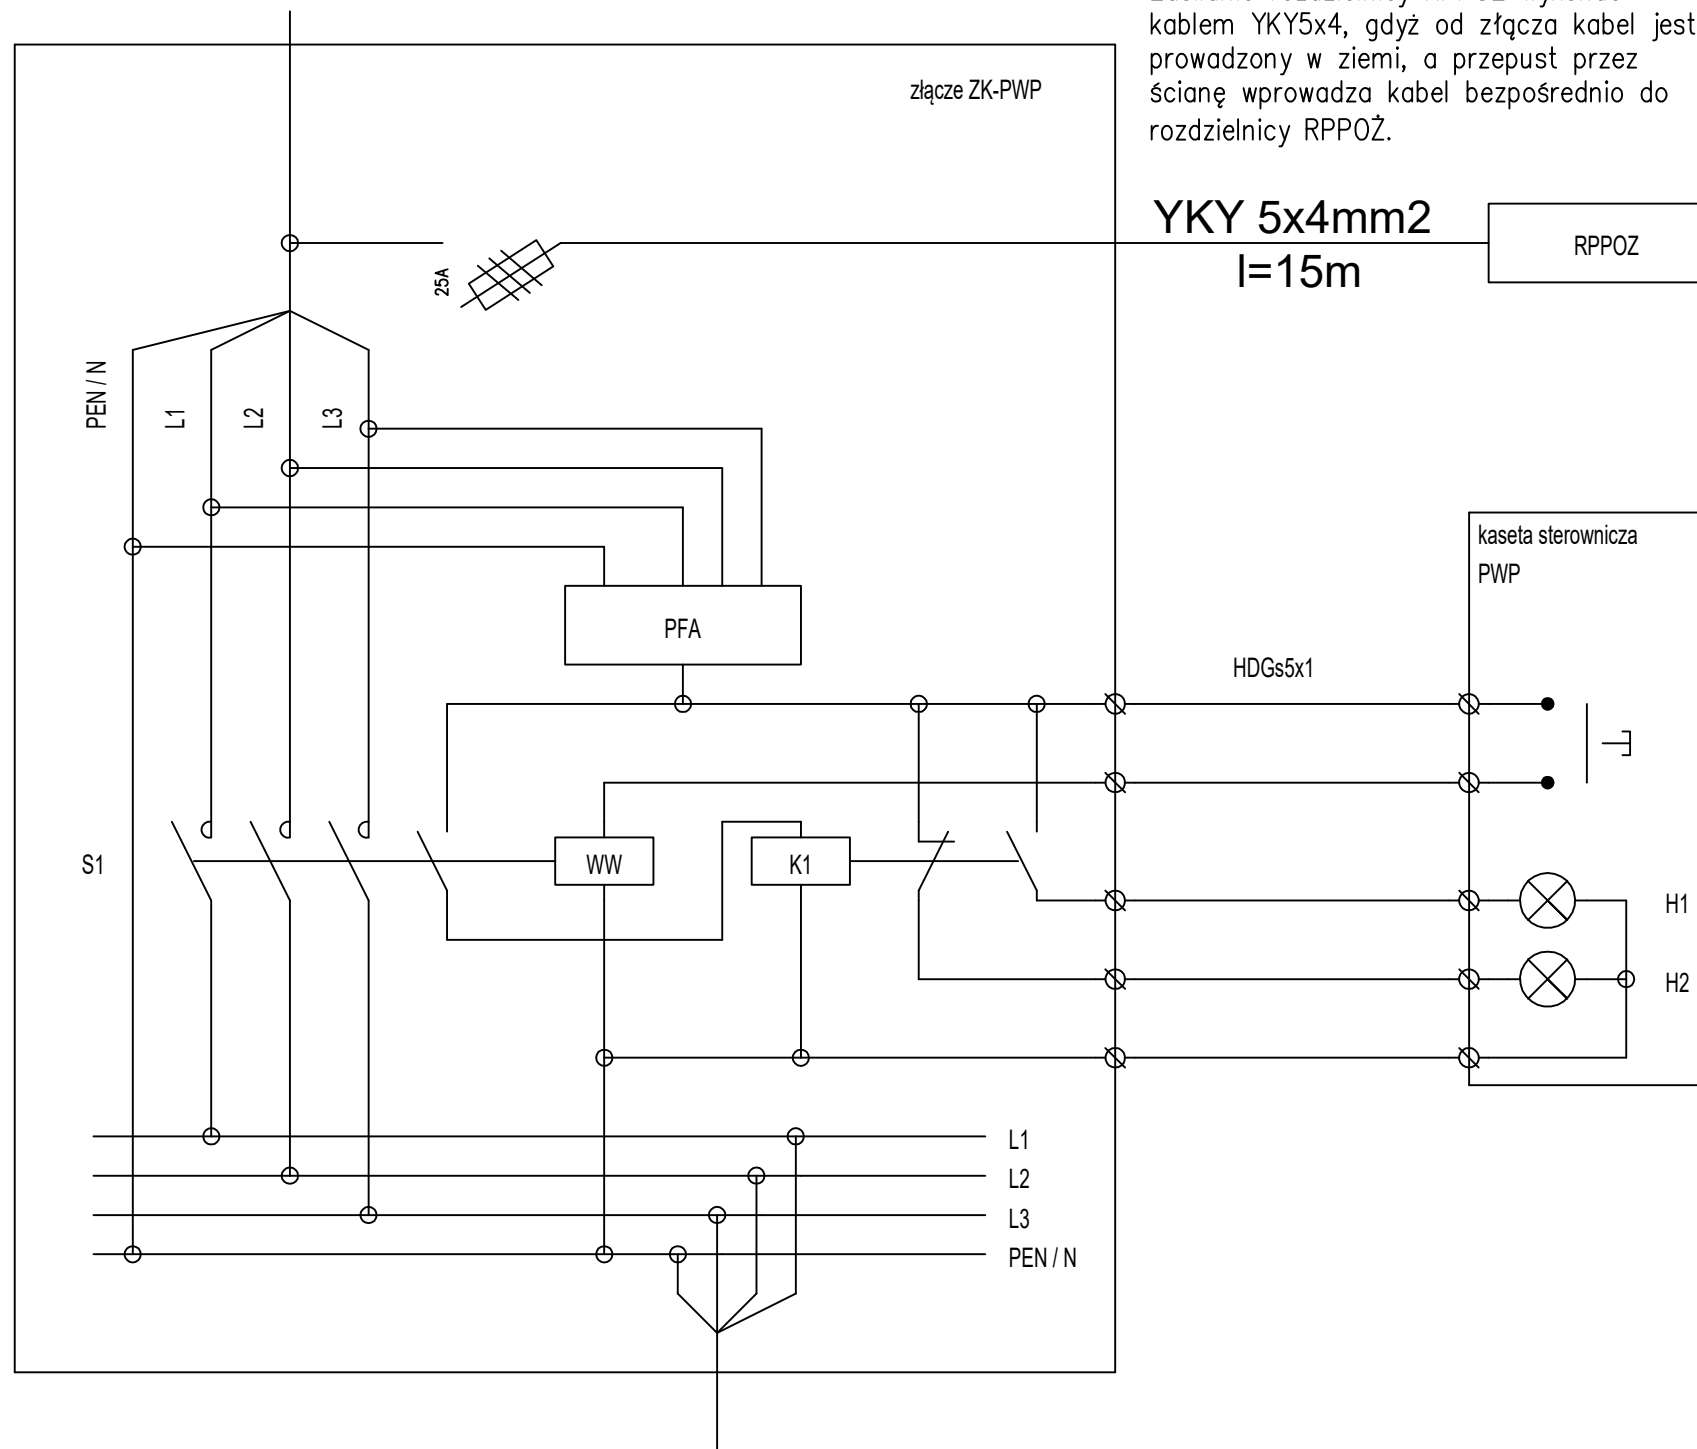 kablem YKY5x4, gdyż od złącza kabel jest
prowadzony w ziemi, a przepust przez
ścianę wprowadza kabel bezpośrednio do
rozdzielnicy RPPOŻ.
złącze ZK-PWP
YKY 5x4mm2
l=15m
RPPOZ
25A
PEN / N
L1
L2
L3
PFA
kaseta sterownicza
PWP
HDGs5x1
S1
WW
K1
H1
H2
L1
L2
L3
PEN / N